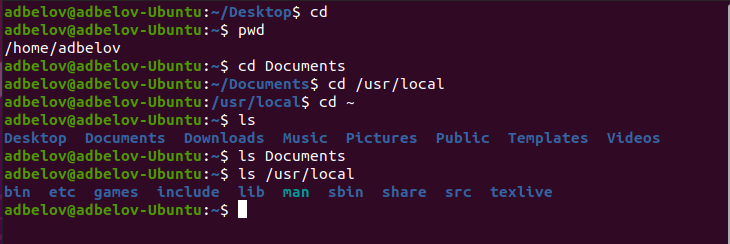 adbelov@adbelov-Ubuntu:~/Desktop$ cd
adbelov@adbelov-Ubuntu:~$ pwd
/home/adbelov
adbelov@adbelov-Ubuntu:~$ cd Documents
adbelov@adbelov-Ubuntu:~/Documents$ cd /usr/local
adbelov@adbelov-Ubuntu:/usr/local$ cd ~
adbelov@adbelov-Ubuntu:~$ ls
Desktop  Documents  Downloads  Music  Pictures  Public  Templates  Videos
adbelov@adbelov-Ubuntu:~$ ls Documents
adbelov@adbelov-Ubuntu:~$ ls /usr/local
bin  etc  games  include  lib  man  sbin  share  src  texlive
adbelov@adbelov-Ubuntu:~$